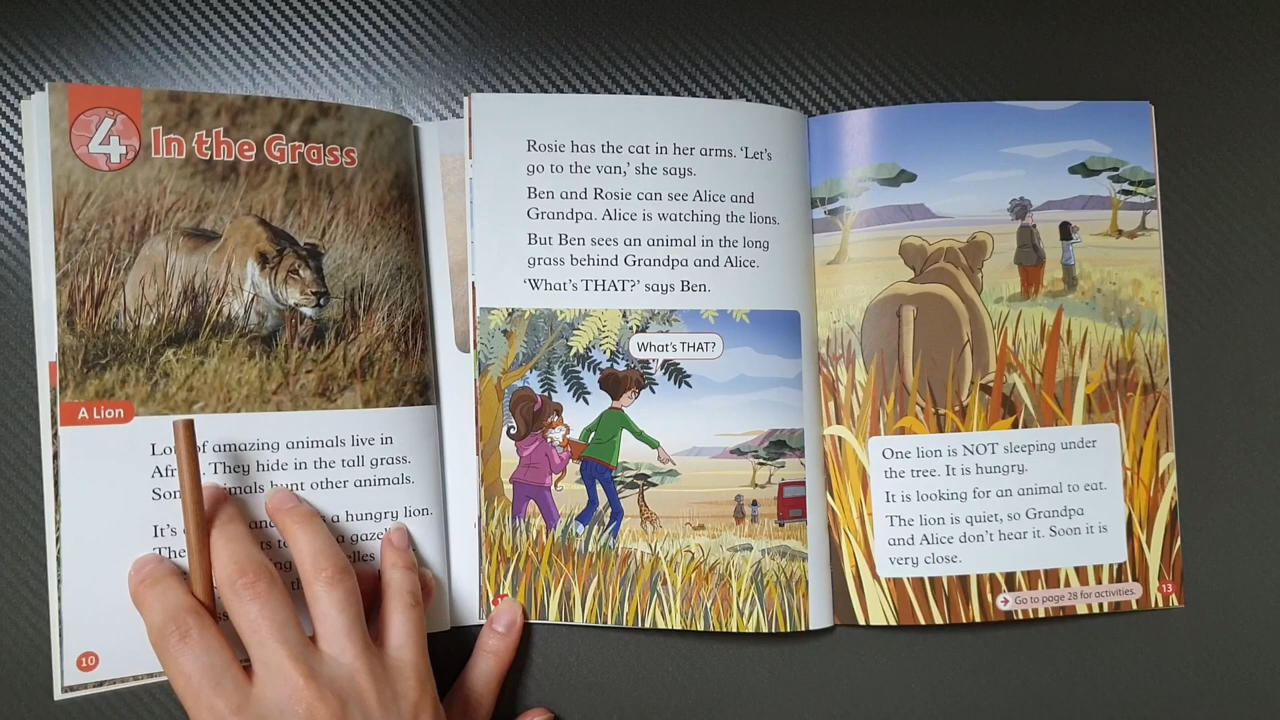 4
In the Grass
A Lion
of amazing animals live in
They hide in the tall grass.
hunt other animals.
It's a hungry lion.
a
10
Rosie has the cat in her arms. ‘Let's
go to the van,’ she says.
Ben and Rosie can see Alice and
Grandpa. Alice is watching the lions.
But Ben sees an animal in the long
grass behind Grandpa and Alice.
‘What's THAT?’ says Ben.
What's THAT?
One lion is NOT sleeping under
the tree. It is hungry.
It is looking for an animal to eat.
The lion is quiet, so Grandpa
and Alice don't hear it. Soon it is
very close.
Go to page 28 for activities.
13